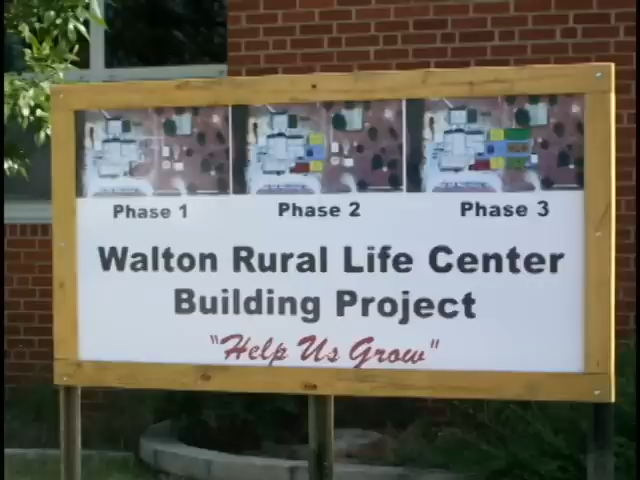 Phase 1 Phase 2 Phase 3
Walton Rural Life Center
Building Project
"Help Us Grow"